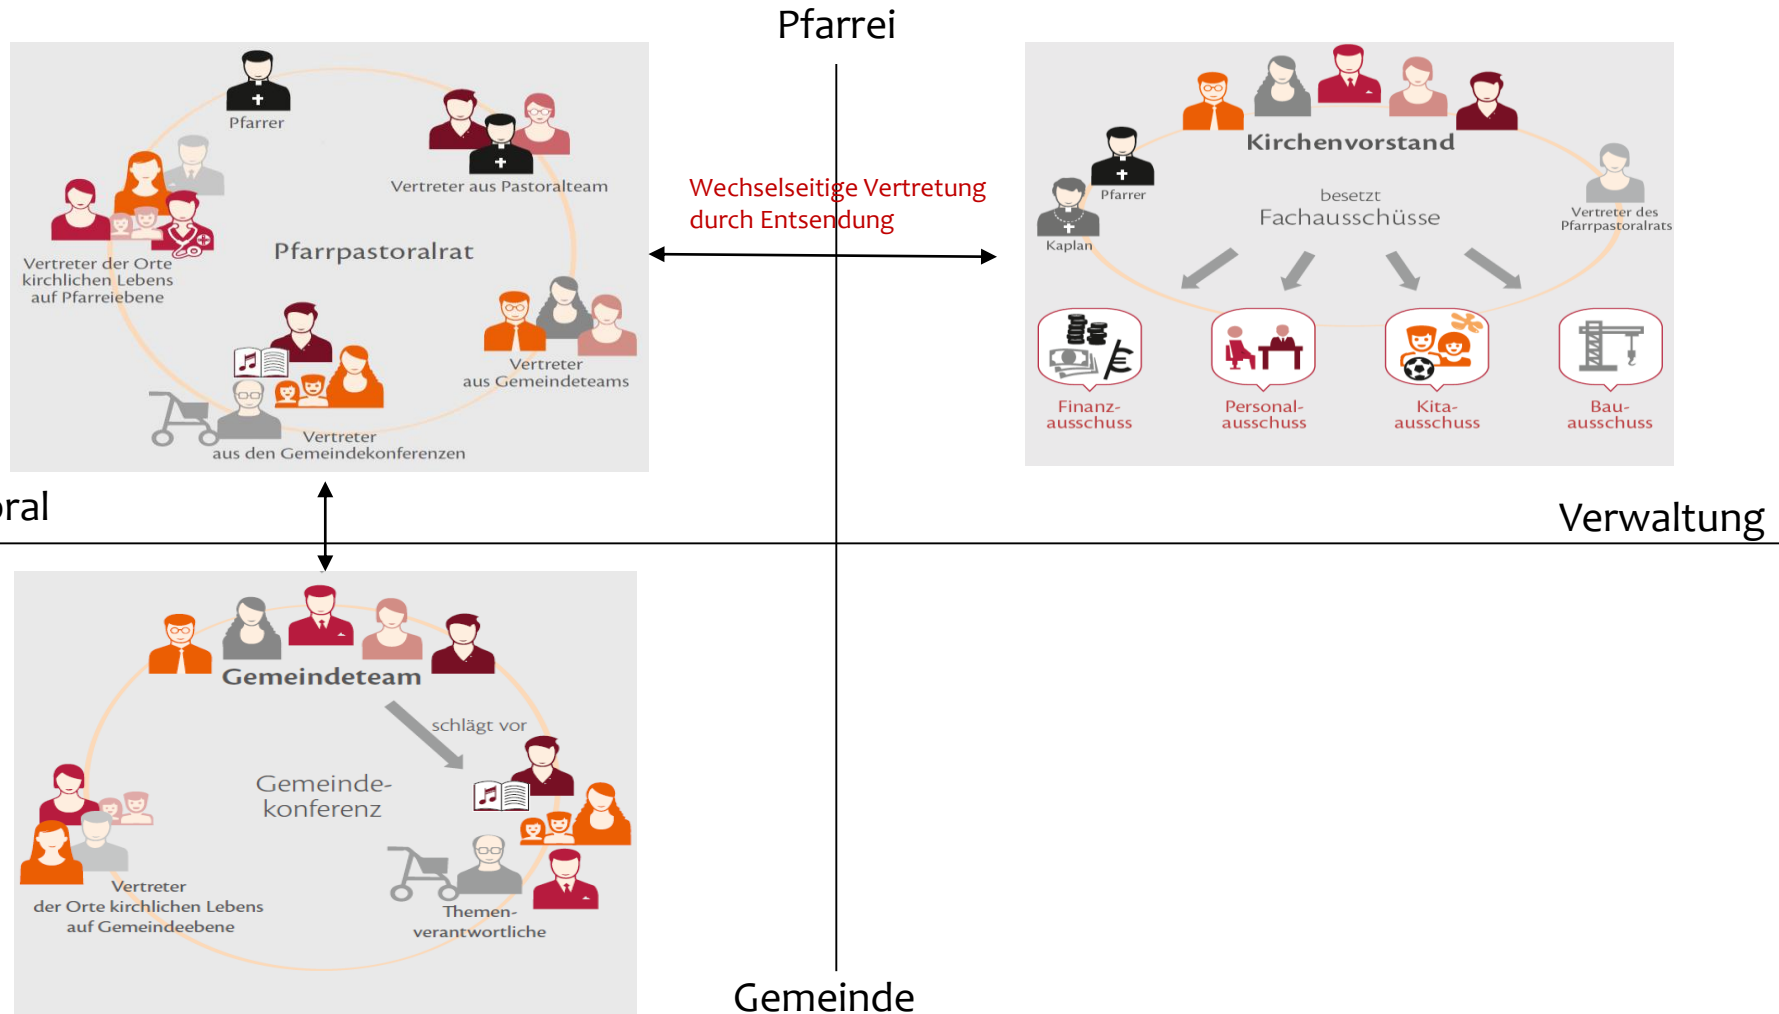 Pfarrei
Pfarrer
Vertreter aus Pastoralteam
Pfarrpastoralrat
Vertreter der Orte
kirchlichen Lebens
auf Pfarreiebene
Vertreter
aus Gemeindeteams
Vertreter
aus den Gemeindekonferenzen
Wechselseitige Vertretung
durch Entsendung
Kirchenvorstand
Pfarrer
Kaplan
besetzt
Fachausschüsse
Vertreter des
Pfarrpastoralrats
Finanz-
ausschuss
Personal-
ausschuss
Kita-
ausschuss
Bau-
ausschuss
oral
Verwaltung
Gemeindeteam
schlägt vor
Gemeinde-
konferenz
Vertreter
der Orte kirchlichen Lebens
auf Gemeindeebene
Themen-
verantwortliche
Gemeinde